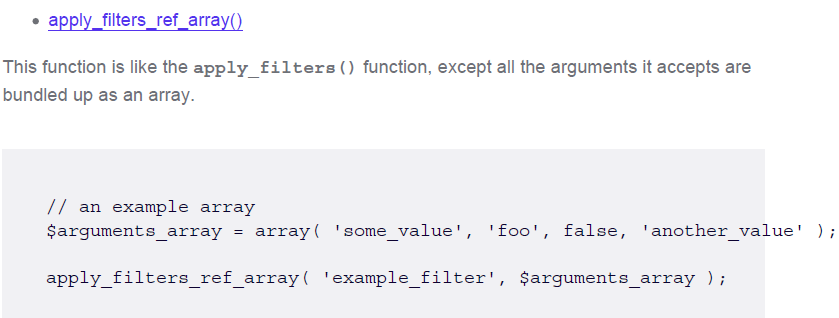 apply_filters_ref_array()
This function is like the apply_filters() function, except all the arguments it accepts are
bundled up as an array.
// an example array
$arguments_array = array( 'some_value', 'foo', false, 'another_value' );
apply_filters_ref_array( 'example_filter', $arguments_array );